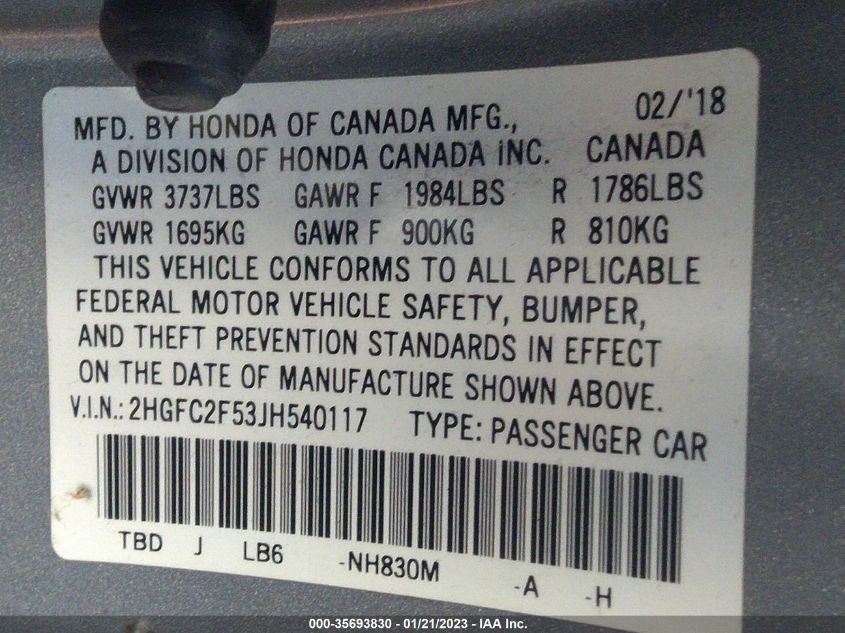 02/'18
MFD. BY HONDA OF CANADA MFG.,
A DIVISION OF HONDA CANADA INC. CANADA
GVWR 3737LBS GAWR F 1984LBS R 1786LBS
GVWR 1695KG GAWR F 900KG R 810KG
THIS VEHICLE CONFORMS TO ALL APPLICABLE
FEDERAL MOTOR VEHICLE SAFETY, BUMPER,
AND THEFT PREVENTION STANDARDS IN EFFECT
ON THE DATE OF MANUFACTURE SHOWN ABOVE.
V.I.N.: 2HGFC2F53JH540117 TYPE: PASSENGER CAR
TBD J LB6 -NH830M -A -H
000-35693830 - 01/21/2023 - IAA Inc.